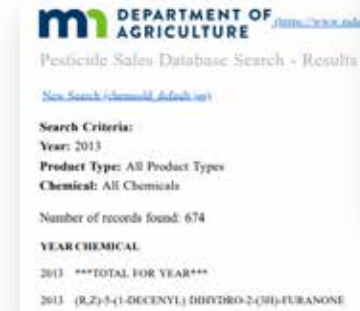 DEPARTMENT OF
AGRICULTURE
Pesticide Sales Database Search - Results
New Search (chemsold_default.jsp)
Search Criteria:
Year: 2013
Product Type: All Product Types
Chemical: All Chemicals
Number of records found: 674
YEAR CHEMICAL
2013 ***TOTAL FOR YEAR***
2013 (R,Z)-5-(1-DECENYL) DIHYDRO-2-(3H)-FURANONE